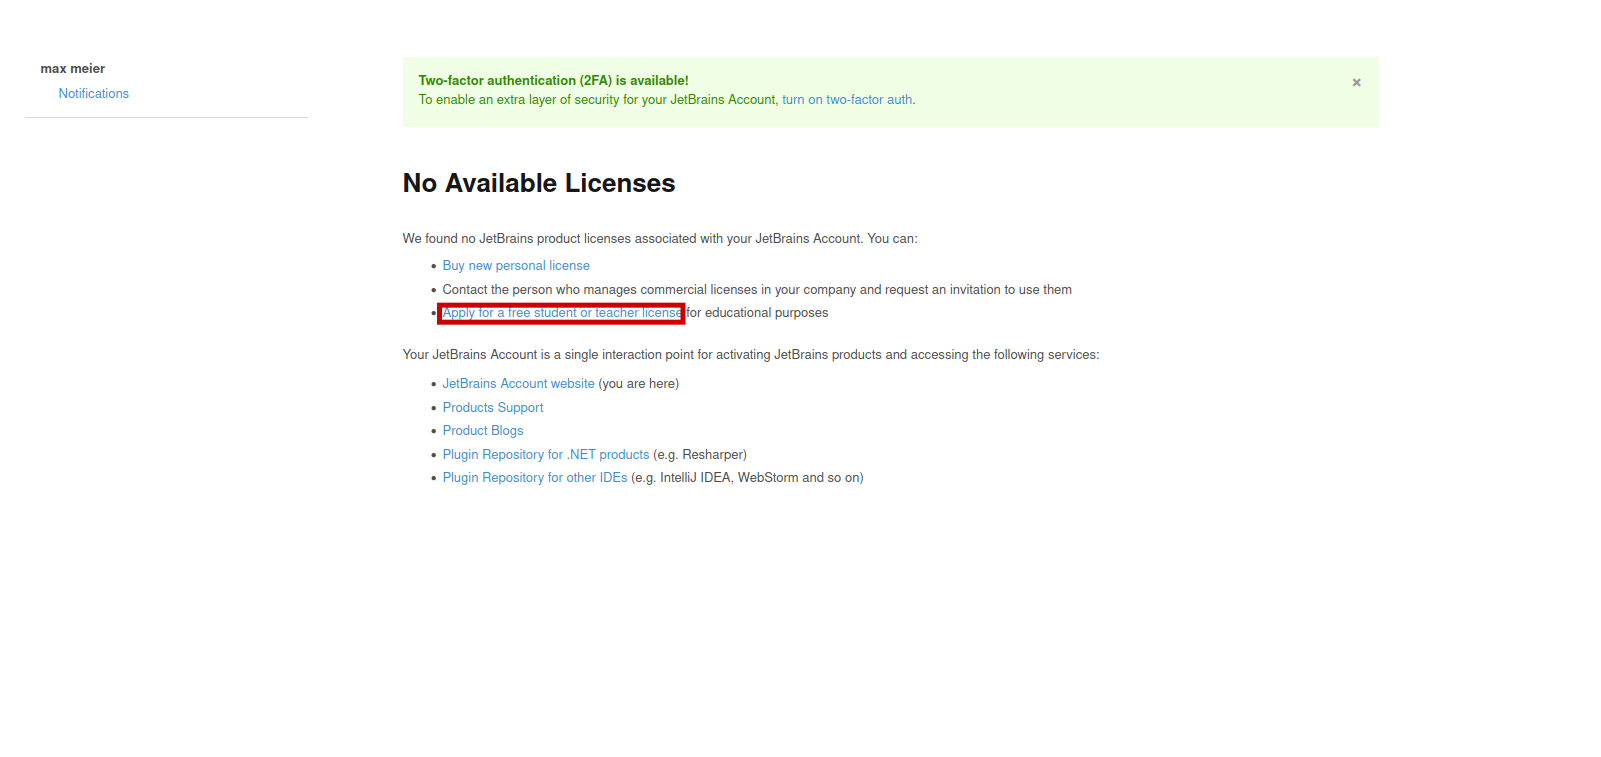 max meier
Notifications
Two-factor authentication (2FA) is available!
To enable an extra layer of security for your JetBrains Account, turn on two-factor auth.
×
No Available Licenses
We found no JetBrains product licenses associated with your JetBrains Account. You can:
• Buy new personal license
• Contact the person who manages commercial licenses in your company and request an invitation to use them
• Apply for a free student or teacher license for educational purposes
Your JetBrains Account is a single interaction point for activating JetBrains products and accessing the following services:
• JetBrains Account website (you are here)
• Products Support
• Product Blogs
• Plugin Repository for .NET products (e.g. Resharper)
• Plugin Repository for other IDEs (e.g. IntelliJ IDEA, WebStorm and so on)